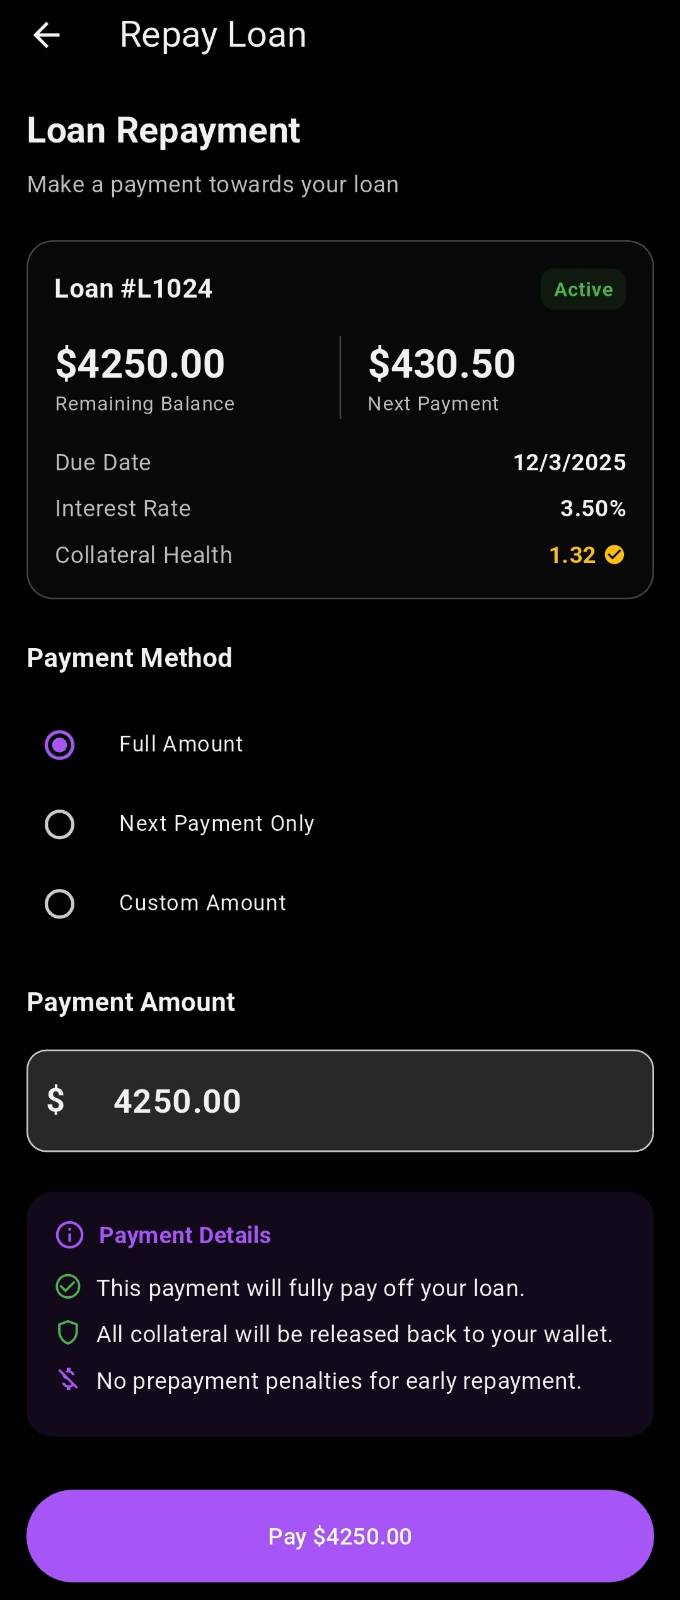 Repay Loan
Loan Repayment
Make a payment towards your loan
Loan #L1024
Active
$4250.00
$430.50
Remaining Balance
Next Payment
Due Date
12/3/2025
Interest Rate
3.50%
Collateral Health
1.32
Payment Method
Full Amount
Next Payment Only
Custom Amount
Payment Amount
$ 4250.00
Payment Details
This payment will fully pay off your loan.
All collateral will be released back to your wallet.
No prepayment penalties for early repayment.
Pay $4250.00